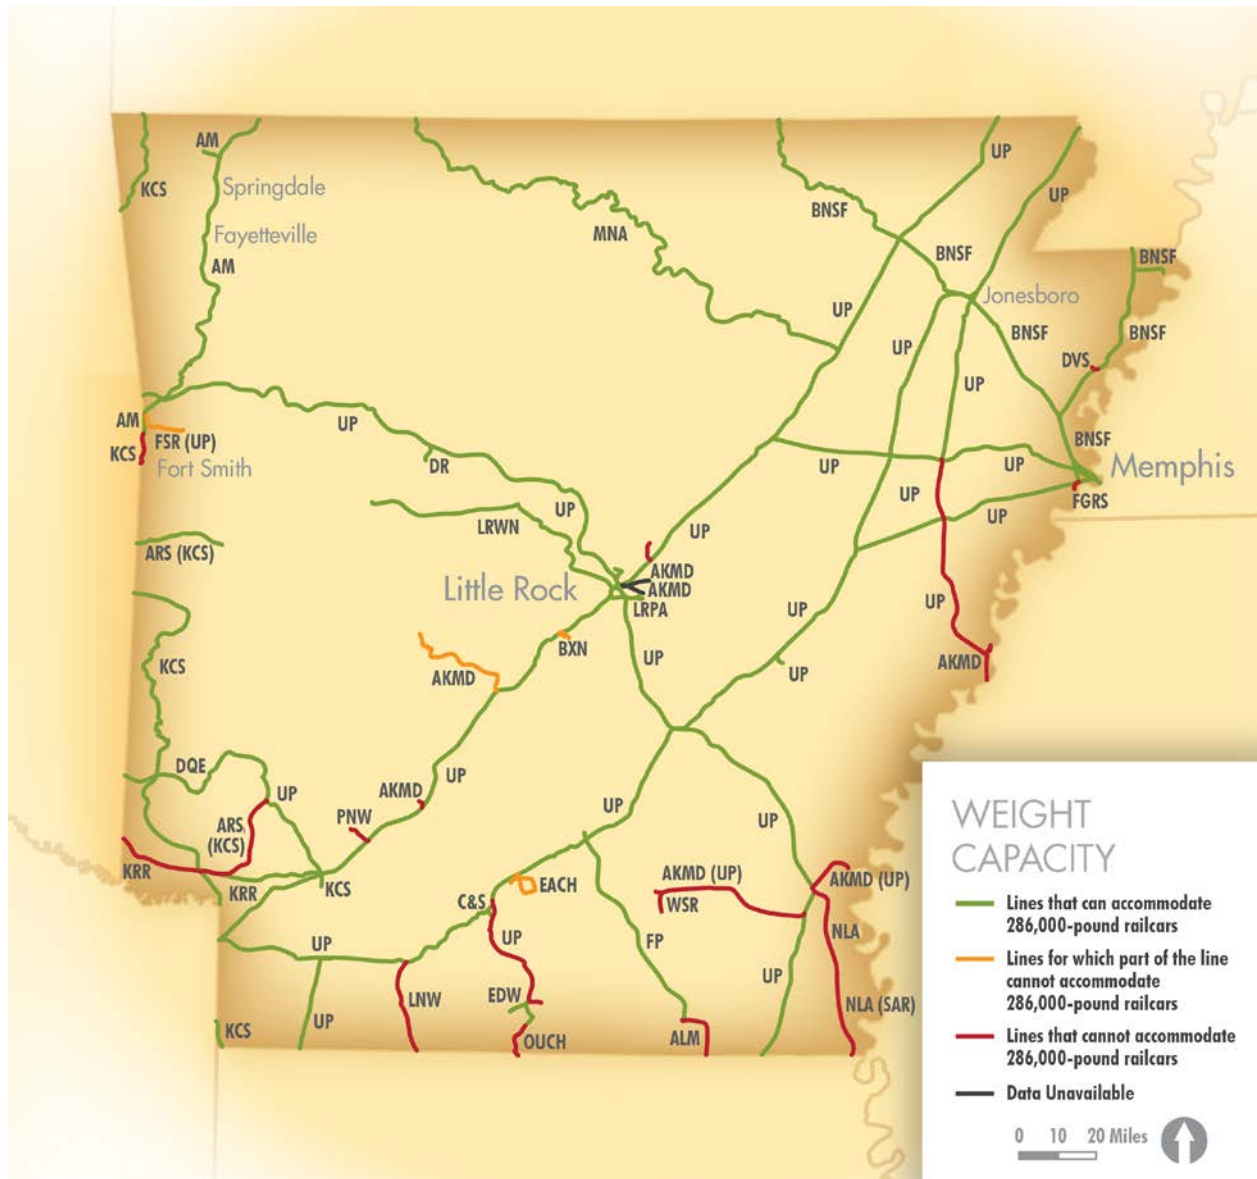 AM
UP
UP
KCS
Springdale
BNSF
MNA
Fayetteville
BNSF
BNSF
AM
Jonesboro
UP
BNSF
BNSF
UP
DVS
UP
AM
UP
FSR (UP)
BNSF
KCS
Fort Smith
DR
UP
UP
Memphis
UP
UP
FGRS
LRWN
UP
UP
ARS (KCS)
AKMD
Little Rock
AKMD
LRPA
UP
UP
BXN
UP
AKMD
KCS
AKMD
UP
DQE
UP
UP
AKMD
UP
PNW
UP
ARS
(KCS)
KRR
KRR
KCS
EACH
AKMD (UP)
AKMD (UP)
C&S
WSR
UP
UP
FP
NLA
UP
LNW
EDW
NLA (SAR)
KCS
UP
OUCH
ALM
WEIGHT
CAPACITY
Lines that can accommodate
286,000-pound railcars
Lines for which part of the line
cannot accommodate
286,000-pound railcars
Lines that cannot accommodate
286,000-pound railcars
Data Unavailable
0 10 20 Miles